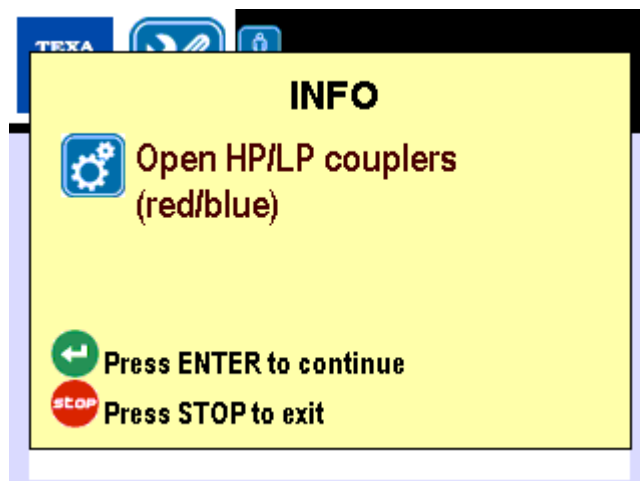 TEXA
INFO
Open HP/LP couplers
(red/blue)
Press ENTER to continue
STOP
Press STOP to exit